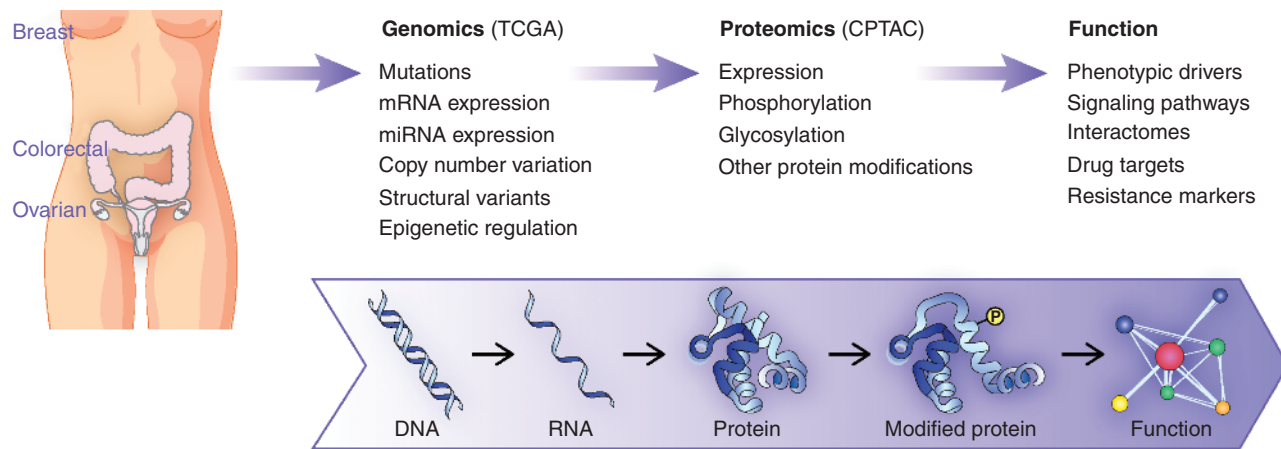 Breast
Colorectal
Ovarian
Genomics (TCGA)
Mutations
mRNA expression
miRNA expression
Copy number variation
Structural variants
Epigenetic regulation
Proteomics (CPTAC)
Expression
Phosphorylation
Glycosylation
Other protein modifications
Function
Phenotypic drivers
Signaling pathways
Interactomes
Drug targets
Resistance markers
P
DNA
RNA
Protein
Modified protein
Function